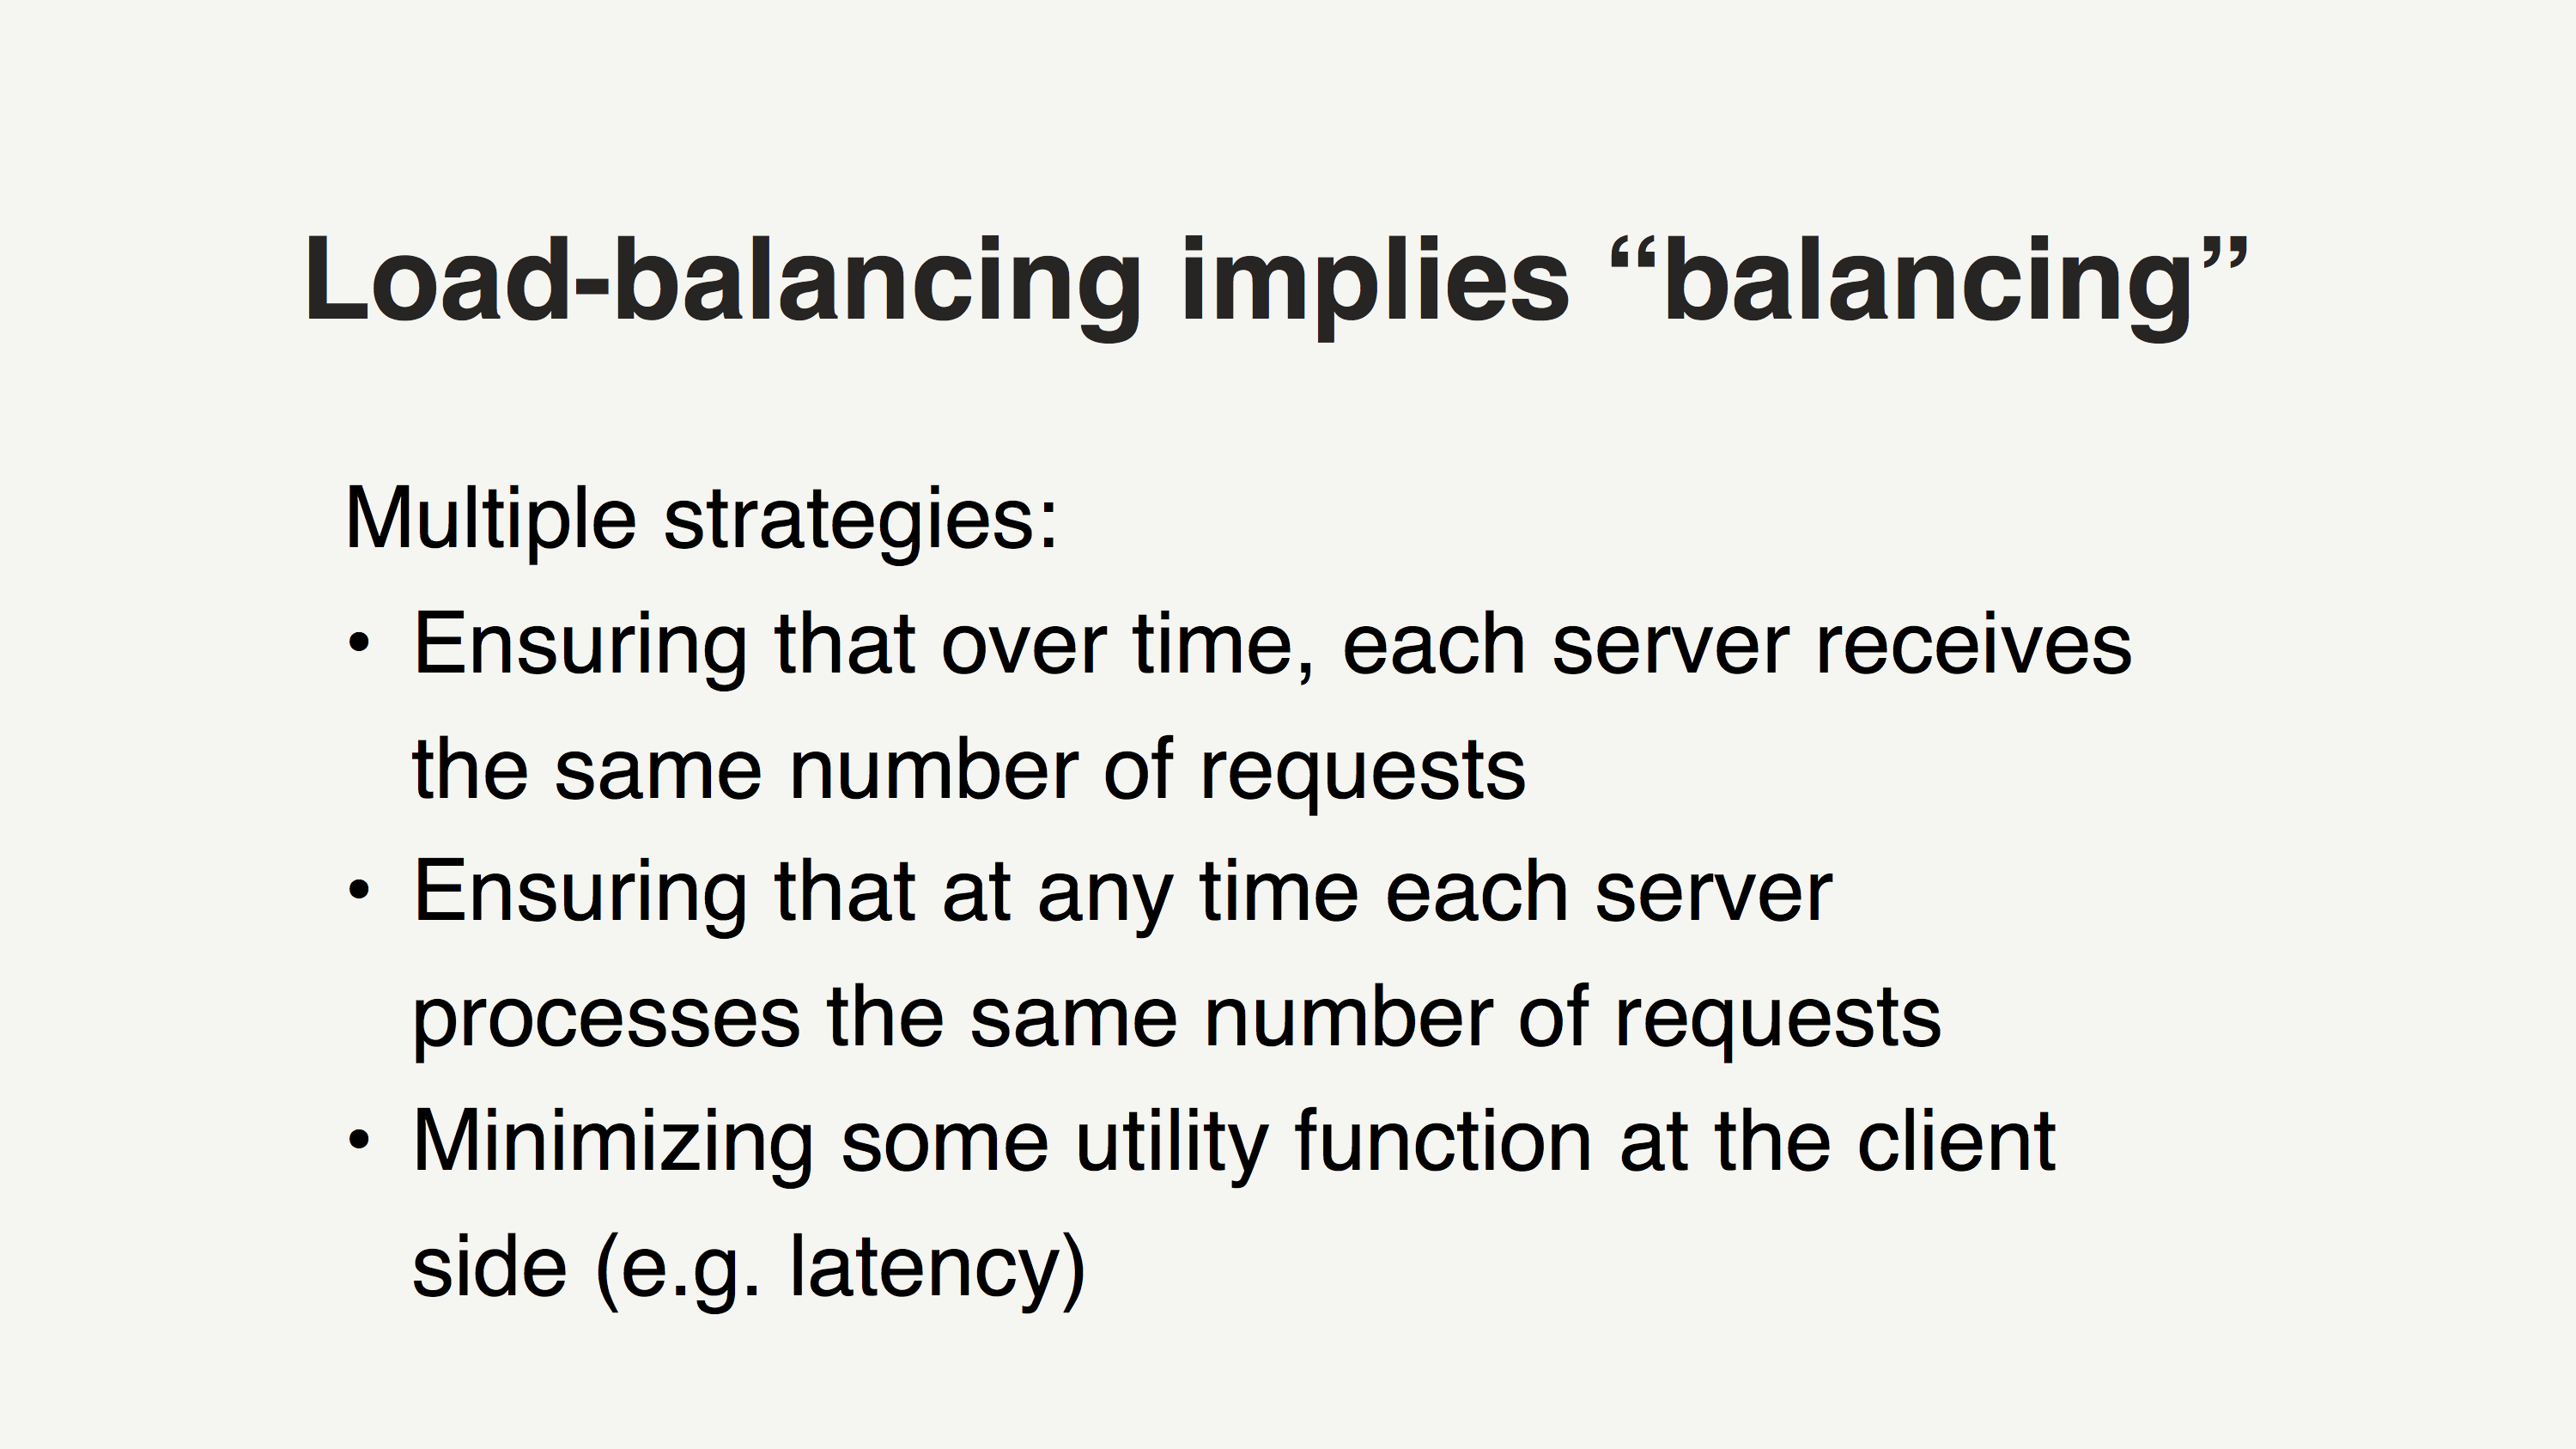 Load-balancing implies “balancing”
Multiple strategies:
• Ensuring that over time, each server receives
the same number of requests
• Ensuring that at any time each server
processes the same number of requests
• Minimizing some utility function at the client
side (e.g. latency)